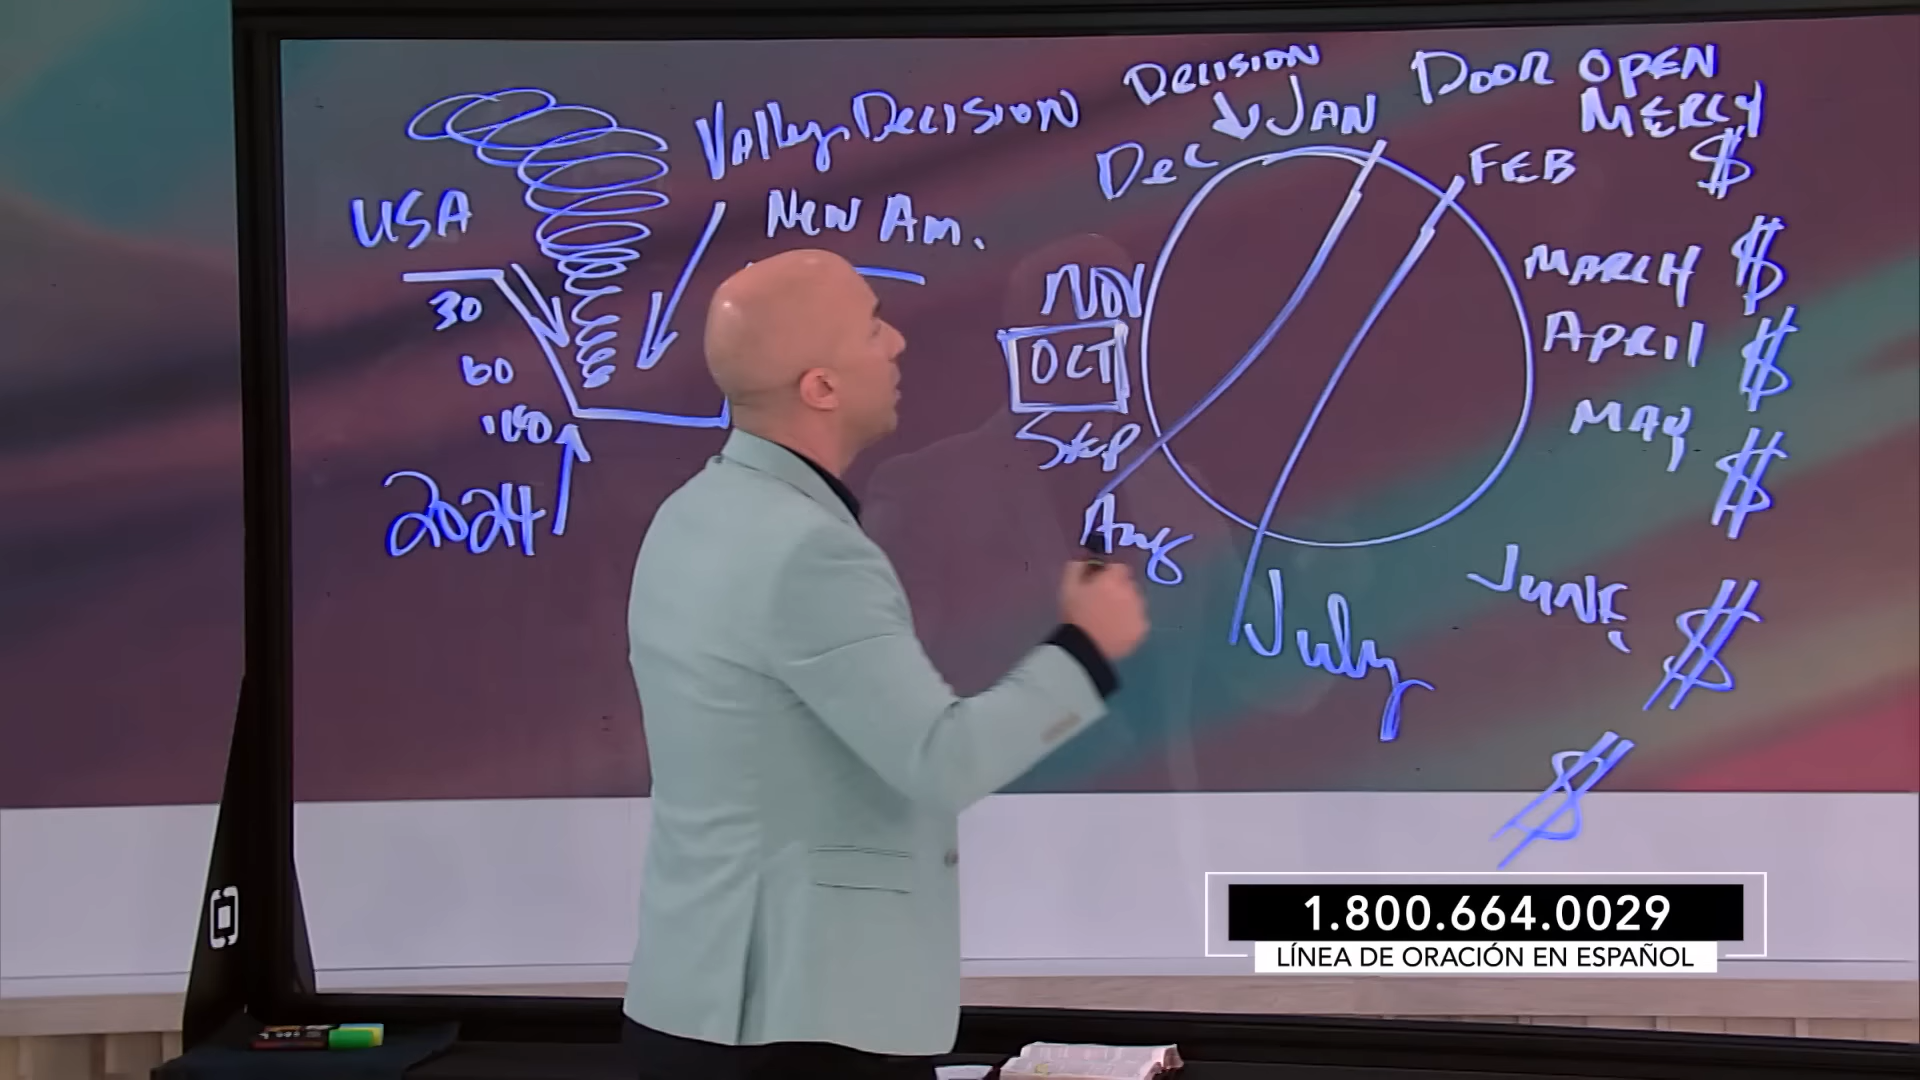 Valley Decision
USA
New Am.
30
60
100
2024
Decision
Jan
Door Open
Mercy
$
Dec
Feb
Nov
March $
Oct
April $
Sep
May $
Aug
June $
July
$
1.800.664.0029
LÍNEA DE ORACIÓN EN ESPAÑOL